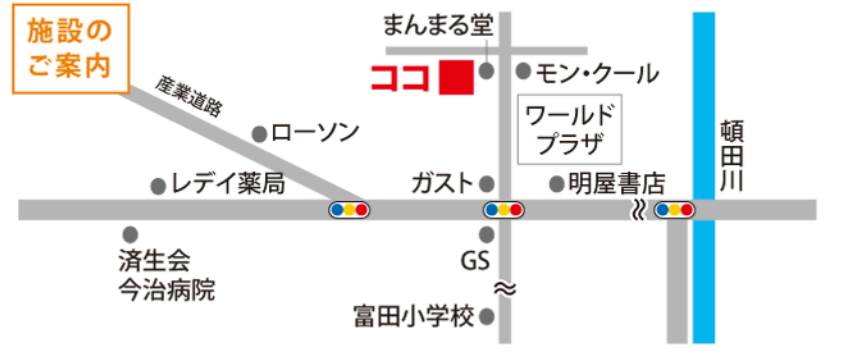 施設の
ご案内
まんまる堂
ココ
モン・クール
産業道路
ローソン
ワールド
プラザ
頓田川
レデイ薬局
ガスト
明屋書店
済生会
今治病院
GS
富田小学校